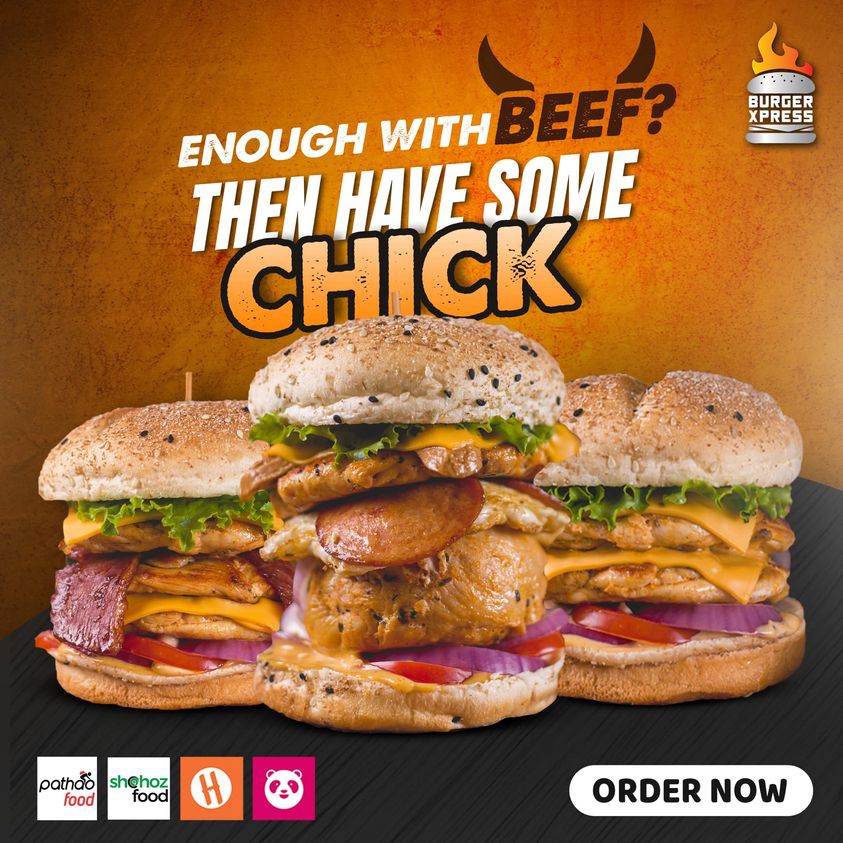 BURGER
XPRESS
ENOUGH WITH BEEF?
THEN HAVE SOME
CHICK
pathao
food
shohoz
food
H
ORDER NOW